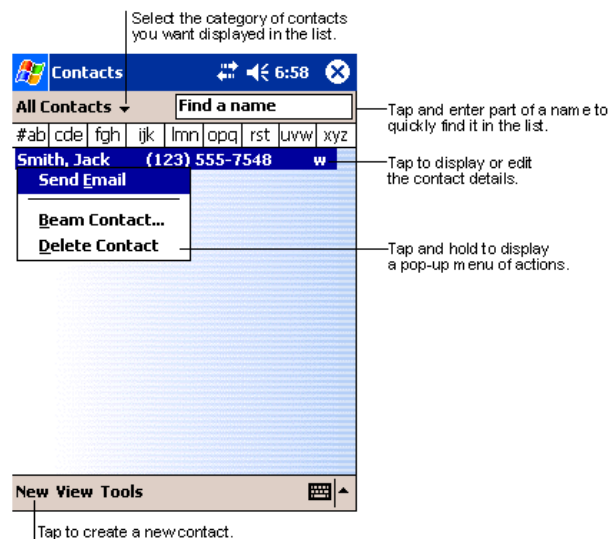 Select the category of contacts
you want displayed in the list.
Contacts 6:58
All Contacts Find a name
Tap and enter part of a name to
quickly find it in the list.
#ab cde fgh ijk lmn opq rst uvw xyz
Smith, Jack (123) 555-7548 w
Tap to display or edit
the contact details.
Send Email
Beam Contact...
Delete Contact
Tap and hold to display
a pop-up menu of actions.
New View Tools
Tap to create a new contact.